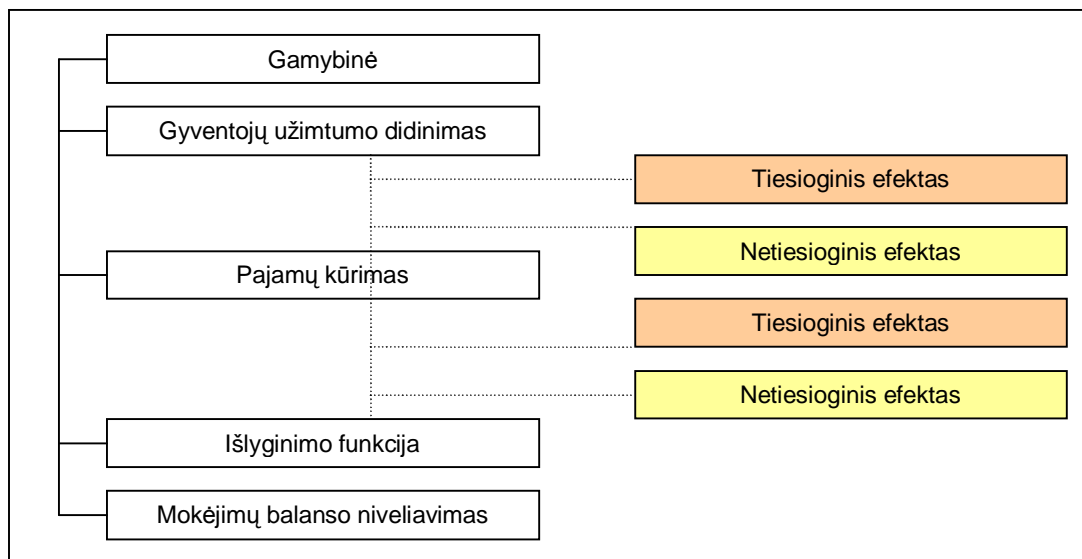 Gamybinė
Gyventojų užimtumo didinimas
Tiesioginis efektas
Netiesioginis efektas
Pajamų kūrimas
Tiesioginis efektas
Netiesioginis efektas
Išlyginimo funkcija
Mokėjimų balanso niveliavimas